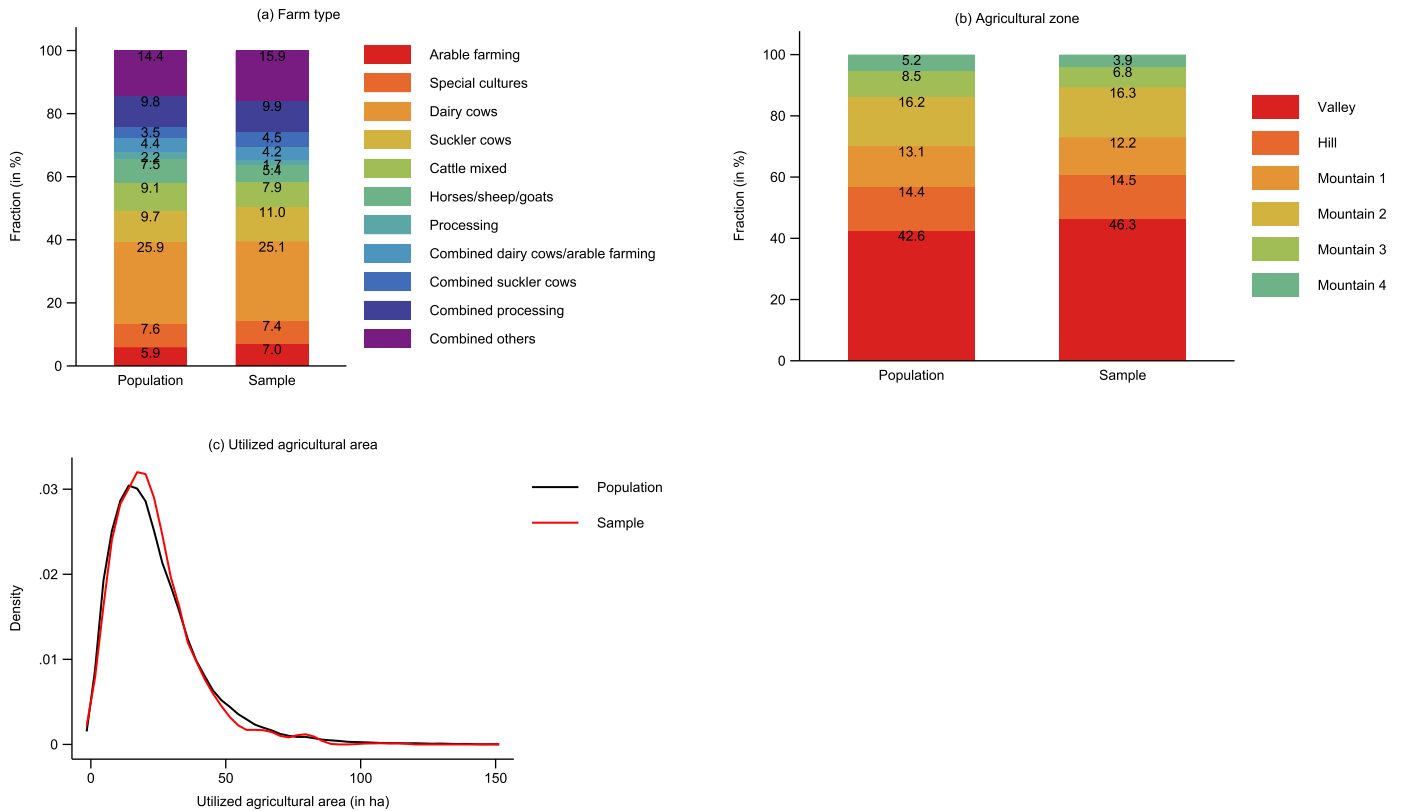 (a) Farm type
Fraction (in %)
100
80
60
40
20
0
14.4
9.8
3.5
4.4
2.2
7.5
9.1
9.7
25.9
7.6
5.9
15.9
9.9
4.5
4.2
1.7
5.4
7.9
11.0
25.1
7.4
7.0
Population
Sample
Arable farming
Special cultures
Dairy cows
Suckler cows
Cattle mixed
Horses/sheep/goats
Processing
Combined dairy cows/arable farming
Combined suckler cows
Combined processing
Combined others
(b) Agricultural zone
Fraction (in %)
100
80
60
40
20
0
5.2
8.5
16.2
13.1
14.4
42.6
3.9
6.8
16.3
12.2
14.5
46.3
Population
Sample
Valley
Hill
Mountain 1
Mountain 2
Mountain 3
Mountain 4
(c) Utilized agricultural area
Density
.03
.02
.01
0
0
50
100
150
Utilized agricultural area (in ha)
Population
Sample